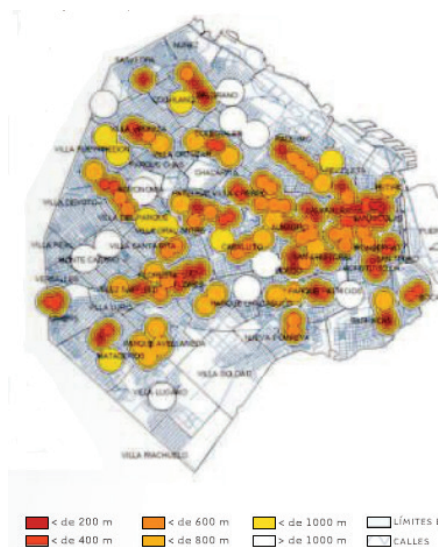 NUÑEZ
SAAVEDRA
BELGRANO
COGHLAN
VILLA URQUIZA
COLEGIALES
VILLA PUEYRREDON
VILLA ORTUZAR
PALERMO
PARQUE CHAS
CHACARITA
RECOLETA
AGRONOMIA
RETIRO
VILLA DEVOTO
VILLA CRESPO
BALVANERA
SAN NICOLAS
VILLA DEL PARQUE
ALMAGRO
VILLA REAL
VILLA SANTA RITA
CABALLITO
MONSERRAT
MONTE CASTRO
SAN CRISTOBAL
SAN TELMO
CONSTITUCION
VERSALLES
FLORESTA
BOEDO
VELEZ SARSFIELD
FLORES
PARQUE PATRICIOS
BOCA
LINIERS
VILLA LURO
PARQUE CHACABUCO
BARRACAS
NUEVA POMPEYA
PARQUE AVELLANEDA
MATADEROS
VILLA SOLDATI
VILLA LUGANO
VILLA RIACHUELO
< de 200 m
< de 600 m
< de 1000 m
LÍMITES
< de 400 m
< de 800 m
> de 1000 m
CALLES